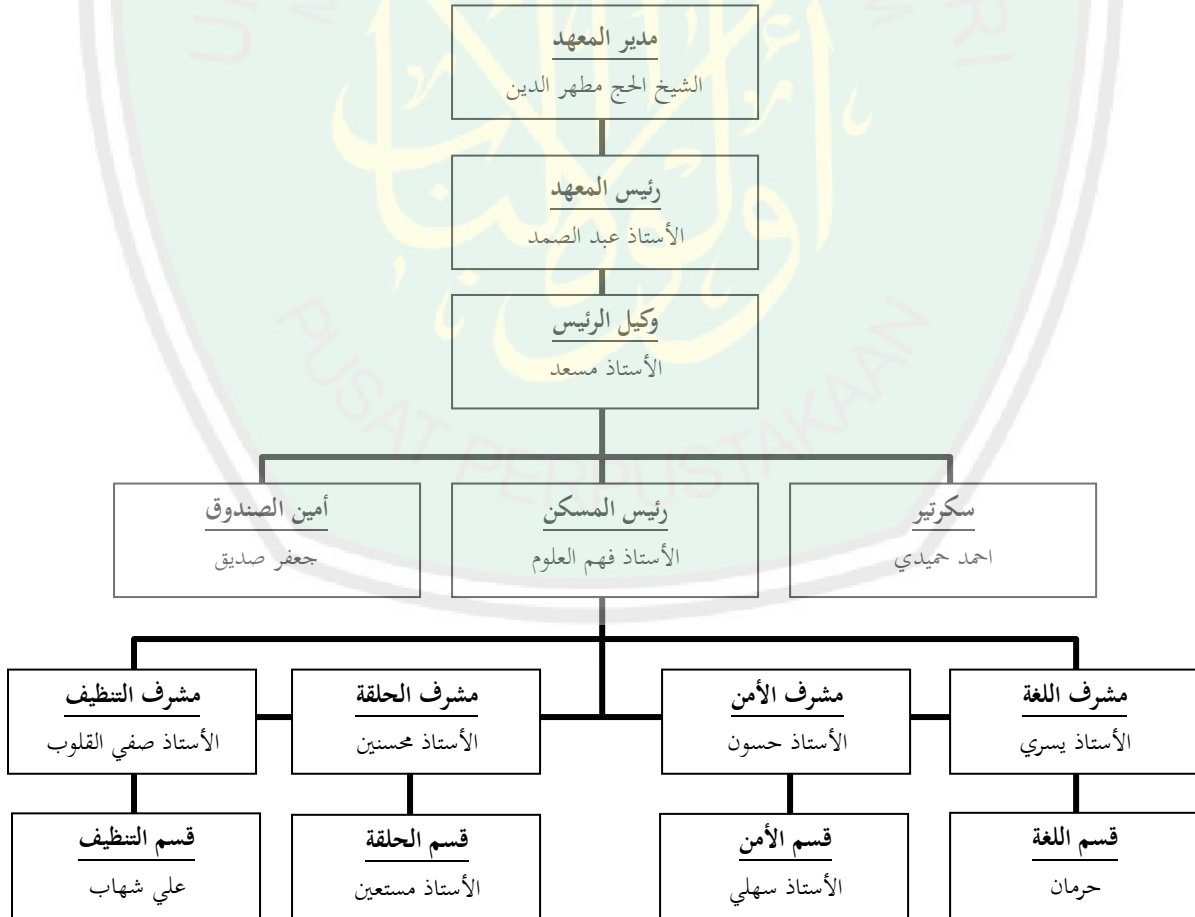 مدير المعهد
الشيخ الحج مطهر الدين
رئيس المعهد
الأستاذ عبد الصمد
وكيل الرئيس
الأستاذ مسعد
سكرتير
احمد حميدي
رئيس المسكن
الأستاذ فهم العلوم
أمين الصندوق
جعفر صديق
مشرف اللغة
الأستاذ يسري
مشرف الأمن
الأستاذ حسون
مشرف الحلقة
الأستاذ محسنين
مشرف التنظيف
الأستاذ صفي القلوب
قسم اللغة
حرمان
قسم الأمن
الأستاذ سهلي
قسم الحلقة
الأستاذ مستعين
قسم التنظيف
علي شهاب
PUSAT PERPUSTAKAAN